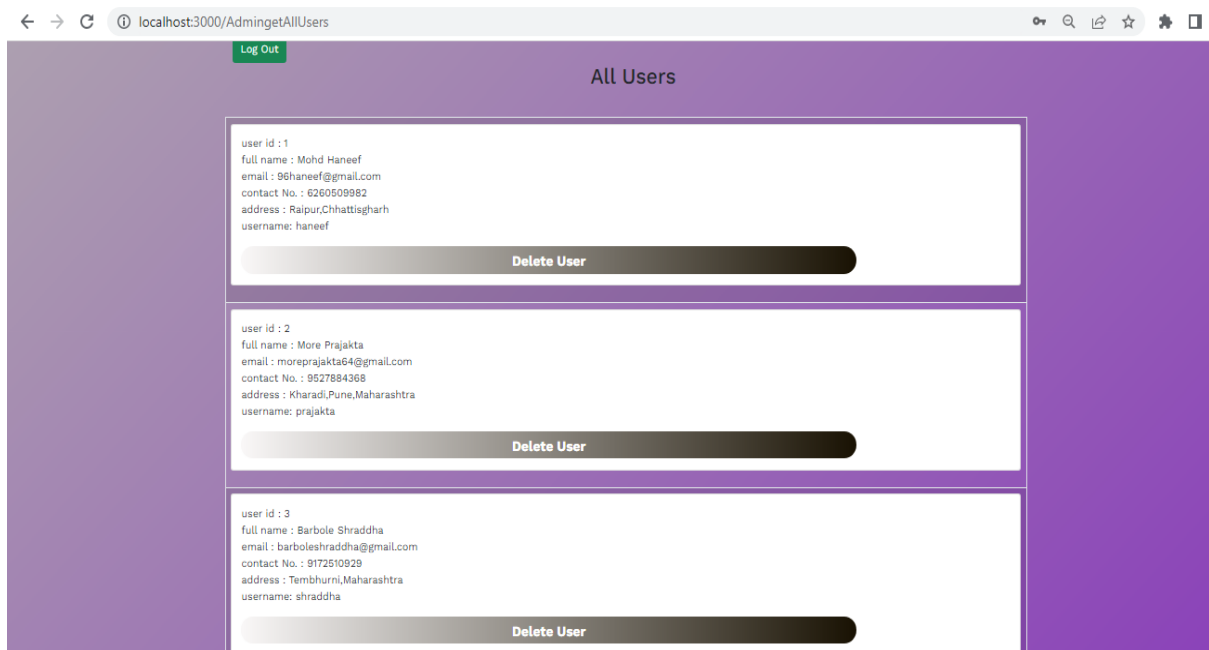 localhost:3000/AdmingetAllUsers
Log Out
All Users
user id : 1
full name : Mohd Haneef
email : 96haneef@gmail.com
contact No. : 6260509982
address : Raipur,Chhattisgharh
username: haneef
Delete User
user id : 2
full name : More Prajakta
email : moreprajakta64@gmail.com
contact No. : 9527884368
address : Kharadi,Pune,Maharashtra
username: prajakta
Delete User
user id : 3
full name : Barbole Shraddha
email : barboleshraddha@gmail.com
contact No. : 9172510929
address : Tembhurni,Maharashtra
username: shraddha
Delete User